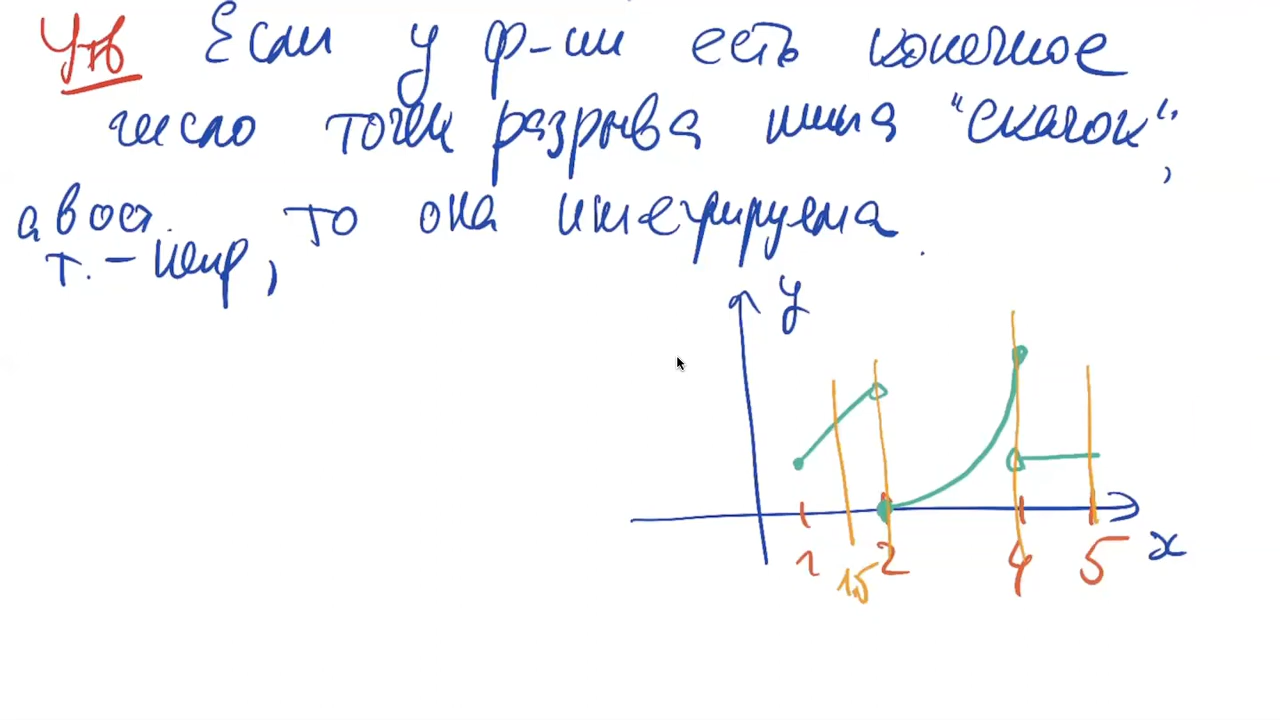 Утв Если у ф-ии есть конечное
число точек разрыва типа "скачок",
а в ост. то она интегрируема.
т. - непр,
y
1 1,5 2 4 5 x